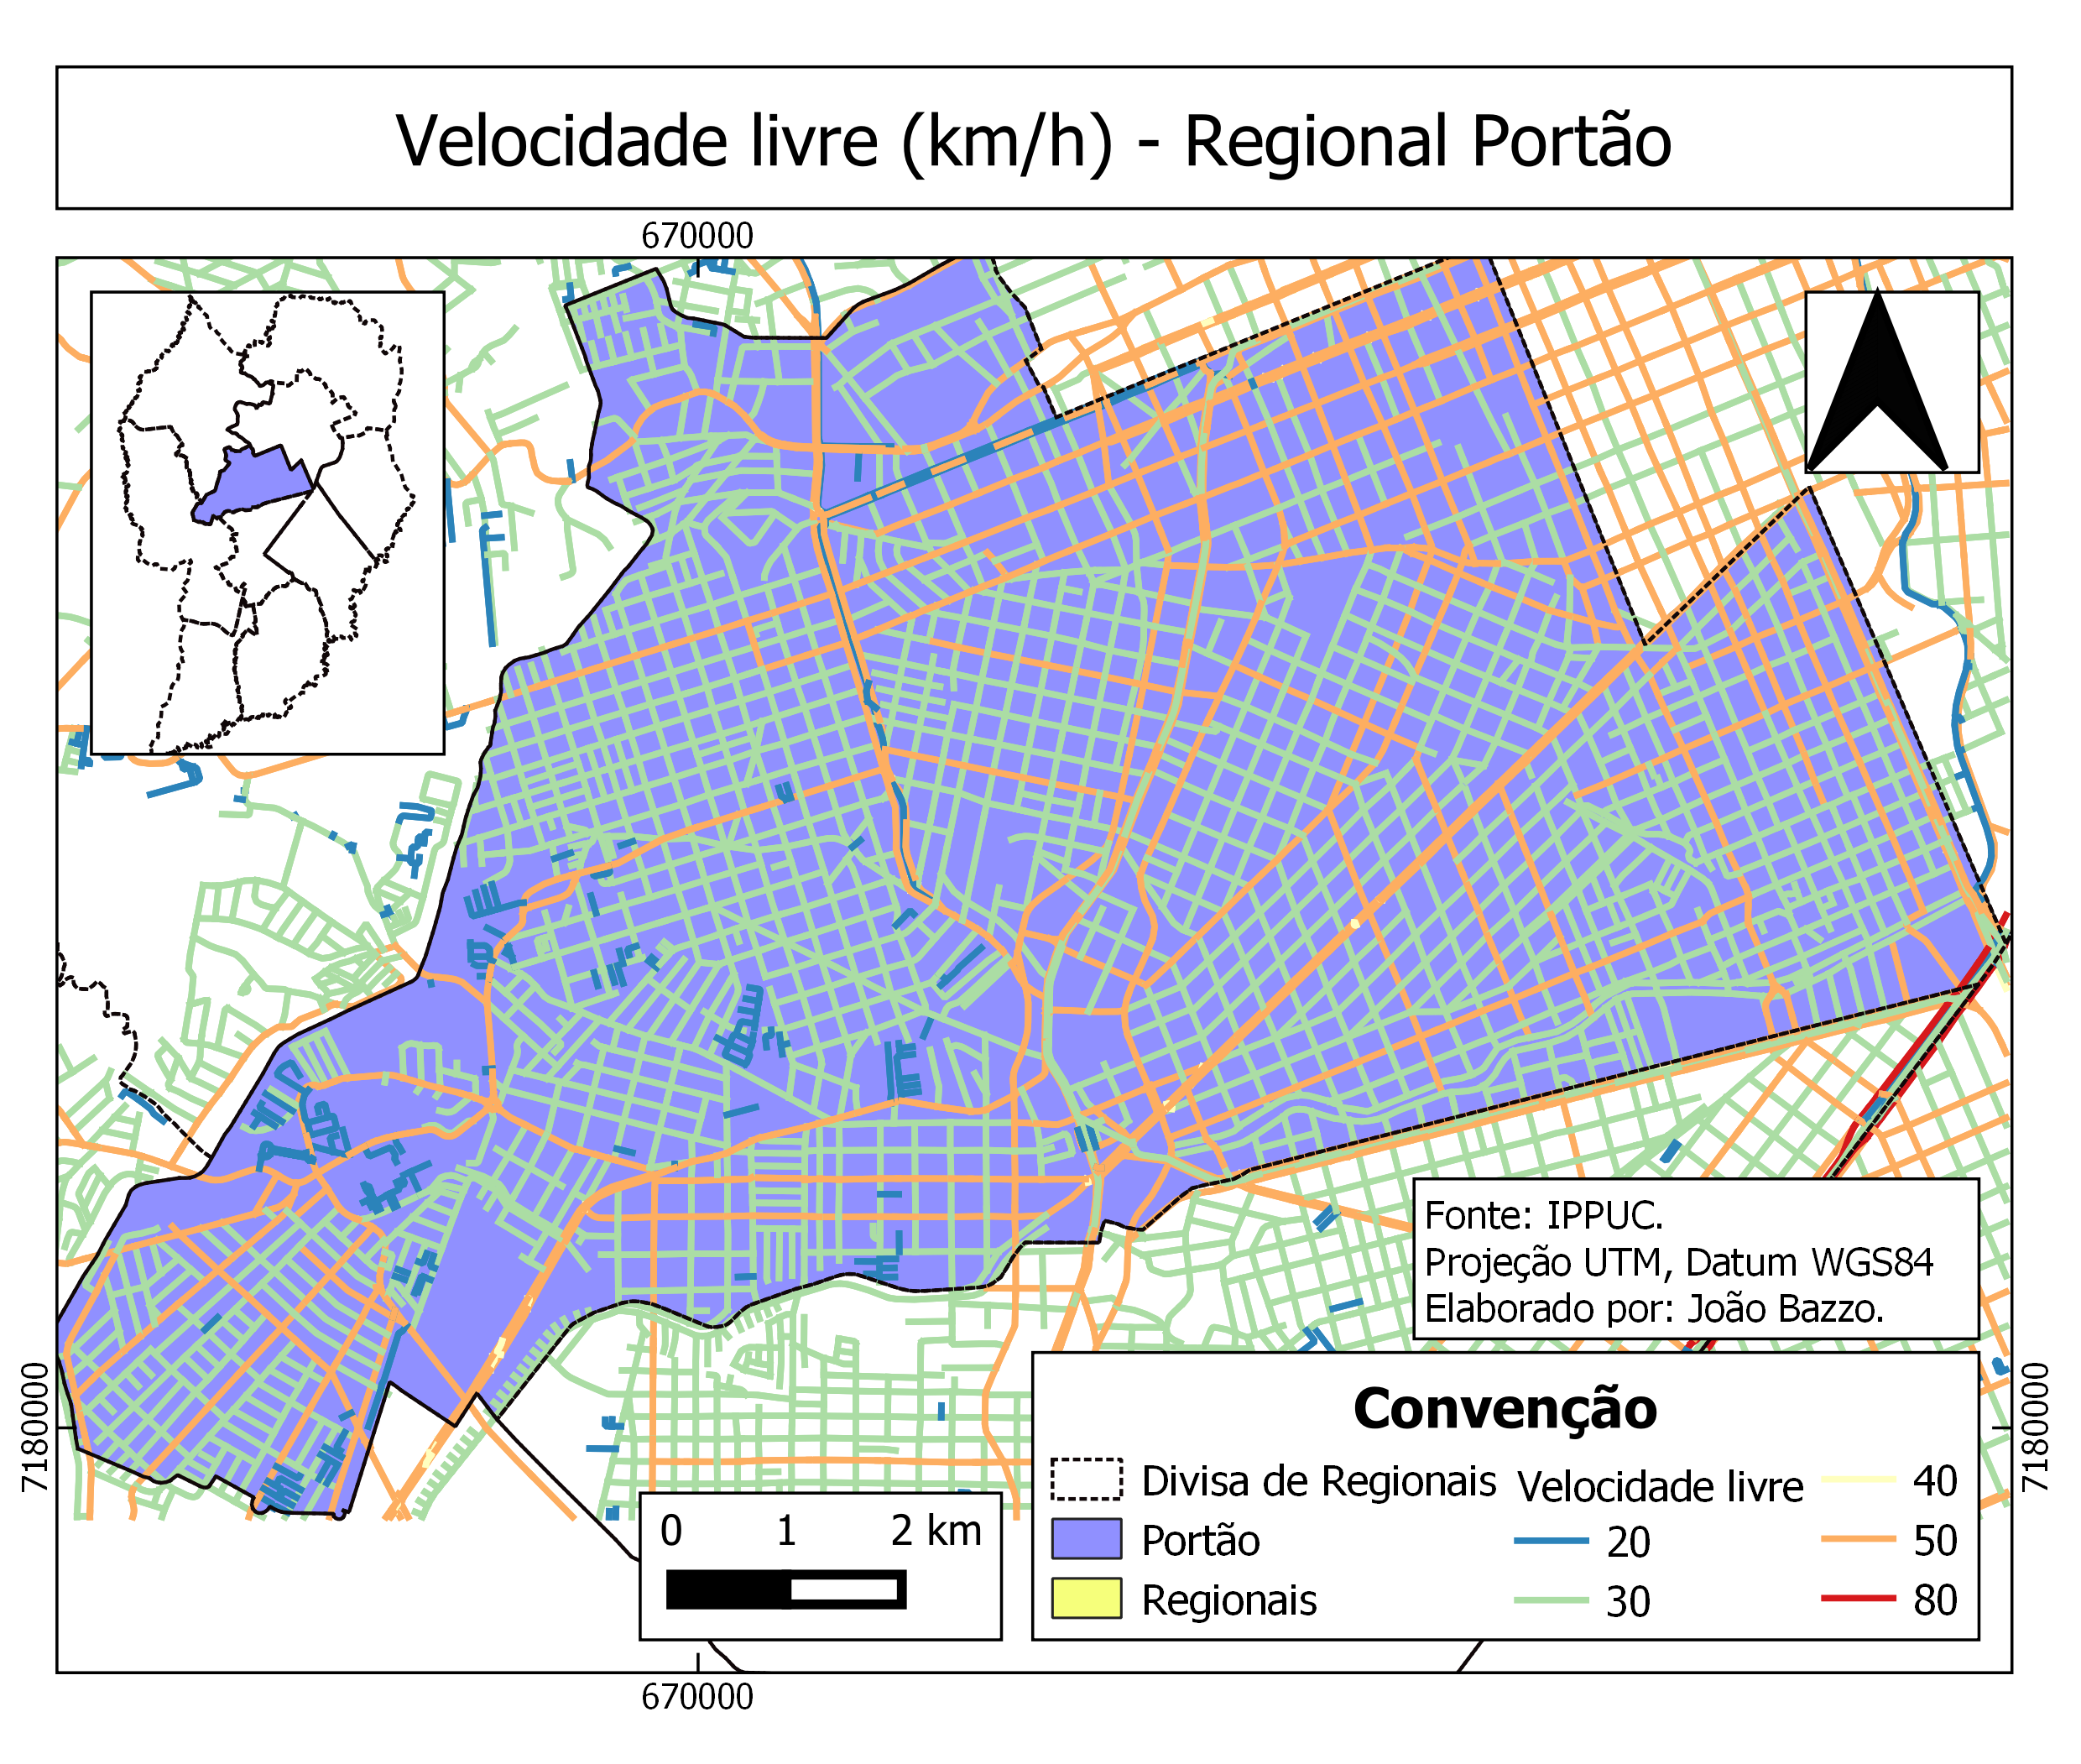 Velocidade livre (km/h) - Regional Portão
670000
7180000
7180000
Fonte: IPPUC.
Projeção UTM, Datum WGS84
Elaborado por: João Bazzo.
Convenção
Divisa de Regionais
Portão
Regionais
Velocidade livre
20
30
40
50
80
0 1 2 km
670000